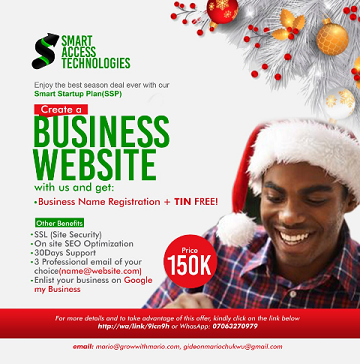 SMART
ACCESS
TECHNOLOGIES
Enjoy the best season deal ever with our
Smart Startup Plan(SSP)
Create a
BUSINESS
WEBSITE
with us and get:
•Business Name Registration + TIN FREE!
Other Benefits
•SSL (Site Security)
•On site SEO Optimization
•30Days Support
•3 Professional email of your
choice(name@website.com)
•Enlist your business on Google
my Business
Price
150K
For more details and to take advantage of this offer, kindly click on the link below
http://wa/link/9icn9h or WhasApp: 07063270979
email: mario@growwithmario.com, gideonmariochukwu@gmail.com